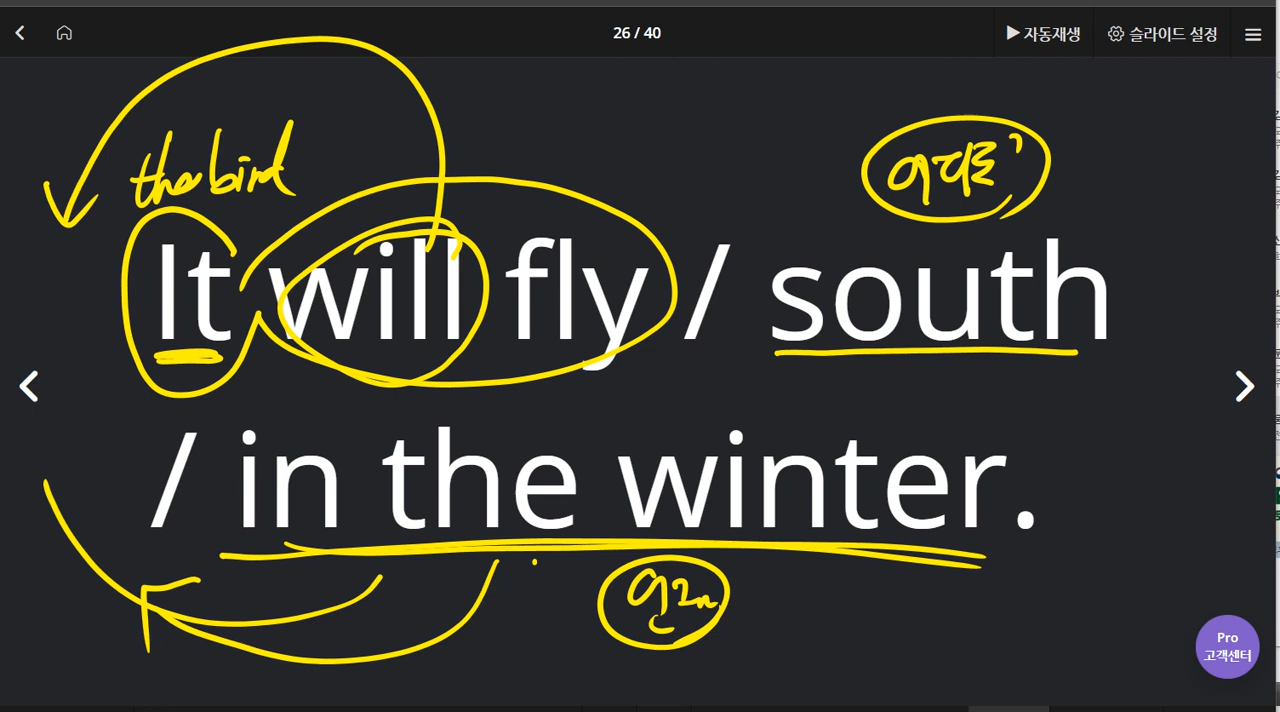 26 / 40
▶자동재생
슬라이드 설정
the bird
어디로?
It will fly / south
/ in the winter.
언제
Pro
고객센터